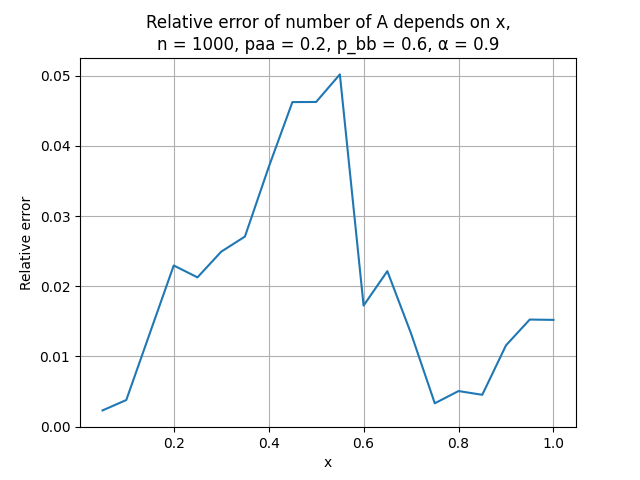 Relative error of number of A depends on x,
n = 1000, paa = 0.2, p_bb = 0.6, α = 0.9
0.05
0.04
0.03
0.02
0.01
0.00
Relative error
0.2 0.4 0.6 0.8 1.0
x